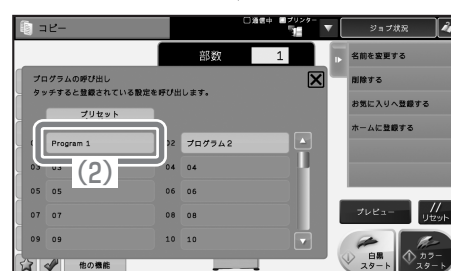 コピー
通信中 プリンター
ジョブ状況
部数 1
名前を変更する
削除する
お気に入りへ登録する
ホームに登録する
プログラムの呼び出し
タッチすると登録されている設定を呼び出します。
プリセット
Program 1
02 プログラム2
(2)
03 03
04 04
05 05
06 06
07 07
08 08
09 09
10 10
プレビュー
リセット
他の機能
白黒
スタート
カラー
スタート